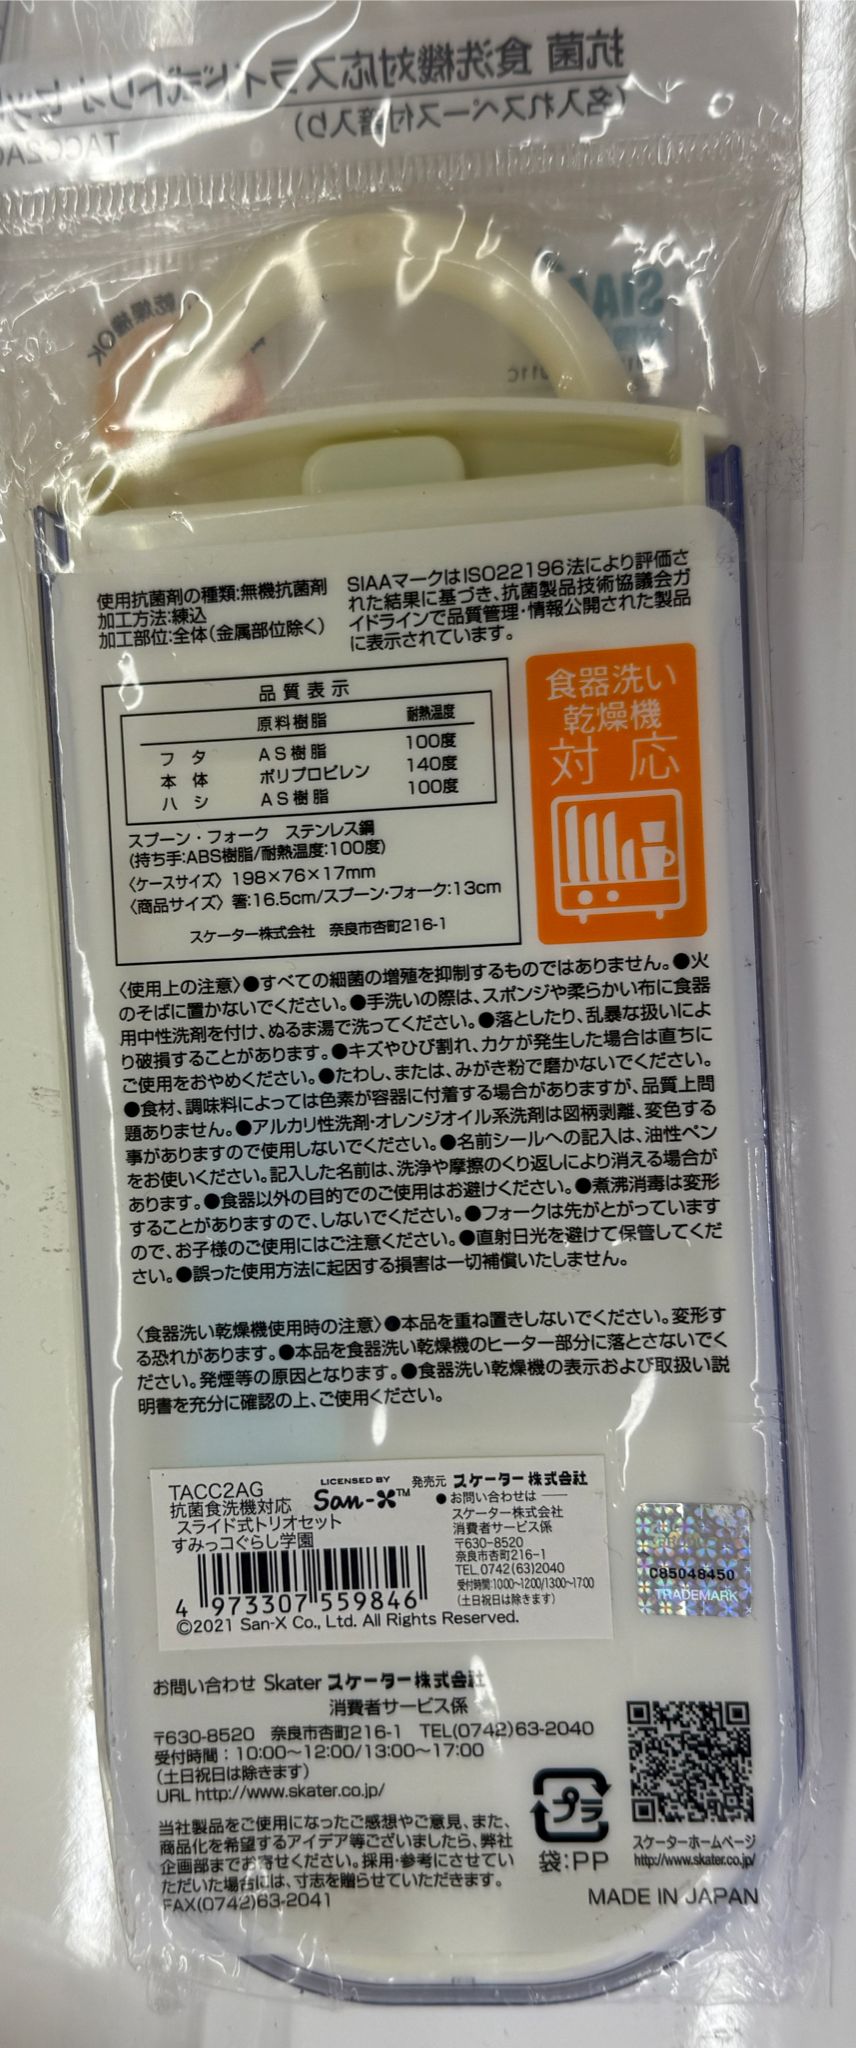 抗菌 食洗機対応スライド式トリオセット
(名入れスペース付・箸入り)
TACC2AG
SIAA
乾燥機OK
使用抗菌剤の種類:無機抗菌剤
加工方法:練込
加工部位:全体(金属部位除く)
SIAAマークはISO22196法により評価さ
れた結果に基づき、抗菌製品技術協議会ガ
イドラインで品質管理・情報公開された製品
に表示されています。
品質表示
原料樹脂 耐熱温度
フタ AS樹脂 100度
本体 ポリプロピレン 140度
ハシ AS樹脂 100度
スプーン・フォーク ステンレス鋼
(持ち手:ABS樹脂/耐熱温度:100度)
〈ケースサイズ〉 198×76×17mm
〈商品サイズ〉 箸:16.5cm/スプーン・フォーク:13cm
スケーター株式会社 奈良市杏町216-1
食器洗い
乾燥機
対応
〈使用上の注意〉●すべての細菌の増殖を抑制するものではありません。●火
のそばに置かないでください。●手洗いの際は、スポンジや柔らかい布に食器
用中性洗剤を付け、ぬるま湯で洗ってください。●落としたり、乱暴な扱いによ
り破損することがあります。●キズやひび割れ、カケが発生した場合は直ちに
ご使用をおやめください。●たわし、または、みがき粉で磨かないでください。
●食材、調味料によっては色素が容器に付着する場合がありますが、品質上問
題ありません。●アルカリ性洗剤・オレンジオイル系洗剤は図柄剥離、変色する
事がありますので使用しないでください。●名前シールへの記入は、油性ペン
をお使いください。記入した名前は、洗浄や摩擦のくり返しにより消える場合が
あります。●食器以外の目的でのご使用はお避けください。●煮沸消毒は変形
することがありますので、しないでください。●フォークは先がとがっています
ので、お子様のご使用にはご注意ください。●直射日光を避けて保管してくだ
さい。●誤った使用方法に起因する損害は一切補償いたしません。
〈食器洗い乾燥機使用時の注意〉●本品を重ね置きしないでください。変形す
る恐れがあります。●本品を食器洗い乾燥機のヒーター部分に落とさないでく
ださい。発煙等の原因となります。●食器洗い乾燥機の表示および取扱い説
明書を充分に確認の上、ご使用ください。
TACC2AG
抗菌食洗機対応
スライド式トリオセット
すみっコぐらし学園
LICENSED BY
San-X™
発売元 スケーター株式会社
●お問い合わせは
スケーター株式会社
消費者サービス係
〒630-8520
奈良市杏町216-1
TEL.0742(63)2040
受付時間:10:00~12:00/13:00~17:00
(土日祝日は除きます)
4 973307 559846
©2021 San-X Co., Ltd. All Rights Reserved.
C85048450
TRADEMARK
お問い合わせ Skater スケーター株式会社
消費者サービス係
〒630-8520 奈良市杏町216-1 TEL(0742)63-2040
受付時間：10:00～12:00/13:00～17:00
(土日祝日は除きます)
URL http://www.skater.co.jp/
当社製品をご使用になったご感想やご意見、また、
商品化を希望するアイデア等ございましたら、弊社
企画部までお寄せください。採用・参考にさせてい
ただいた場合には、寸志を贈らせていただきます。
FAX(0742)63-2041
プラ
袋:PP
スケーターホームページ
http://www.skater.co.jp/
MADE IN JAPAN